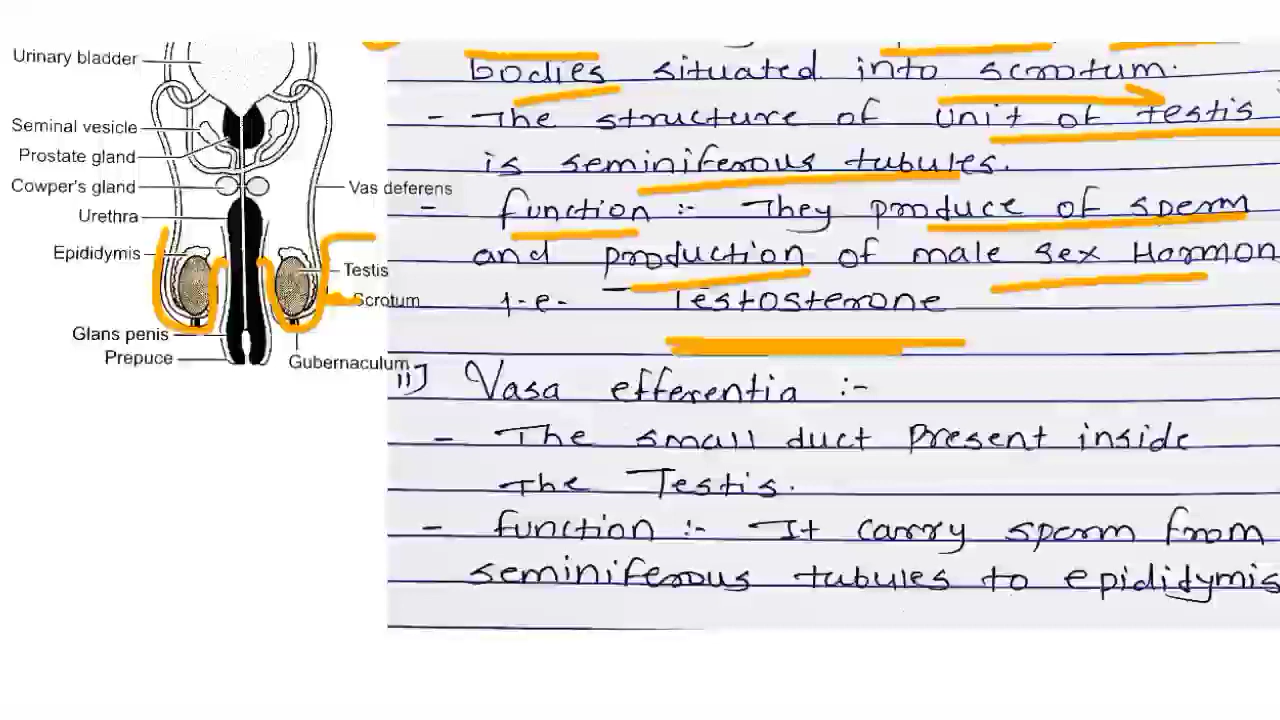 Urinary bladder
Seminal vesicle
Prostate gland
Cowper's gland
Vas deferens
Urethra
Epididymis
Testis
Scrotum
Glans penis
Prepuce
Gubernaculum
bodies situated into scrotum.
- The structure of unit of testis
is seminiferous tubules.
- function :- They produce of sperm
and production of male sex Hormon
i.e. Testosterone
ii) Vasa efferentia :-
- The small duct present inside
The Testis.
- function :- It carry sperm from
seminiferous tubules to epididymis